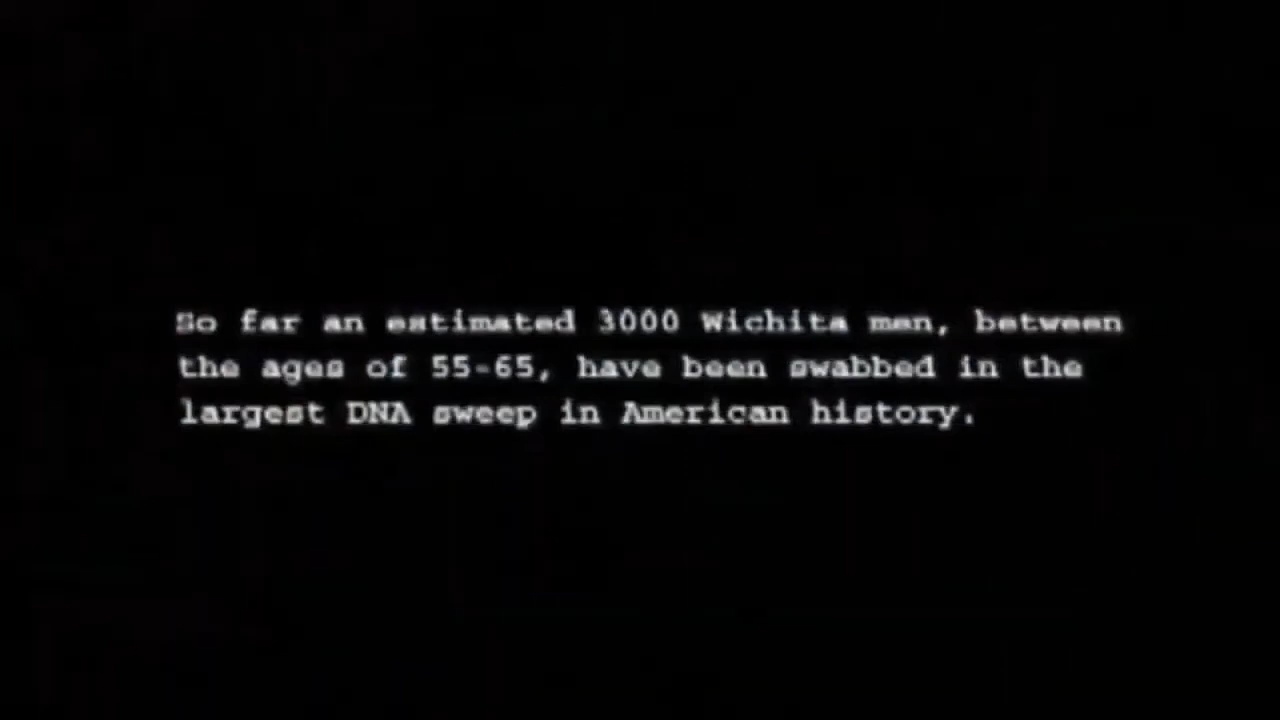 So far an estimated 3000 Wichita men, between
the ages of 55-65, have been swabbed in the
largest DNA sweep in American history.